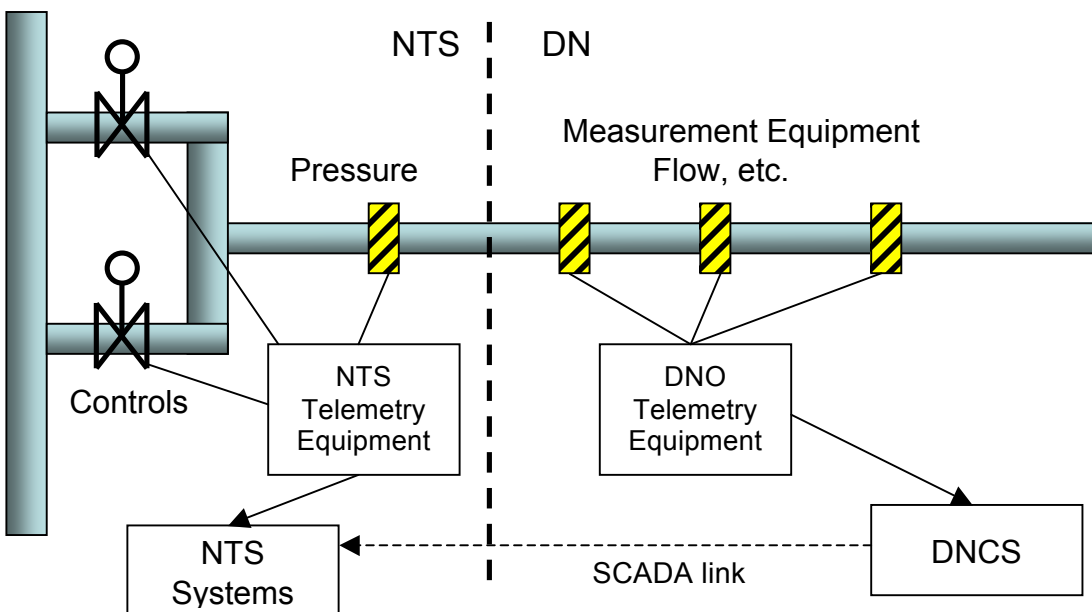 NTS
DN
Measurement Equipment
Flow, etc.
Pressure
Controls
NTS
Telemetry
Equipment
DNO
Telemetry
Equipment
NTS
Systems
SCADA link
DNCS